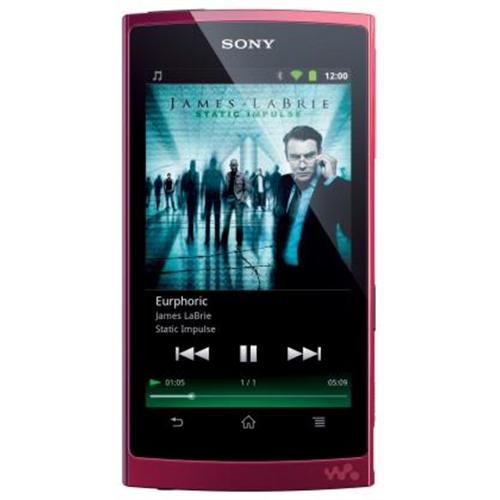 SONY
12:00
JAMES LABRIE
STATIC IMPULSE
Eurphoric
James LaBrie
Static Impulse
01:05 1 / 1 05:09